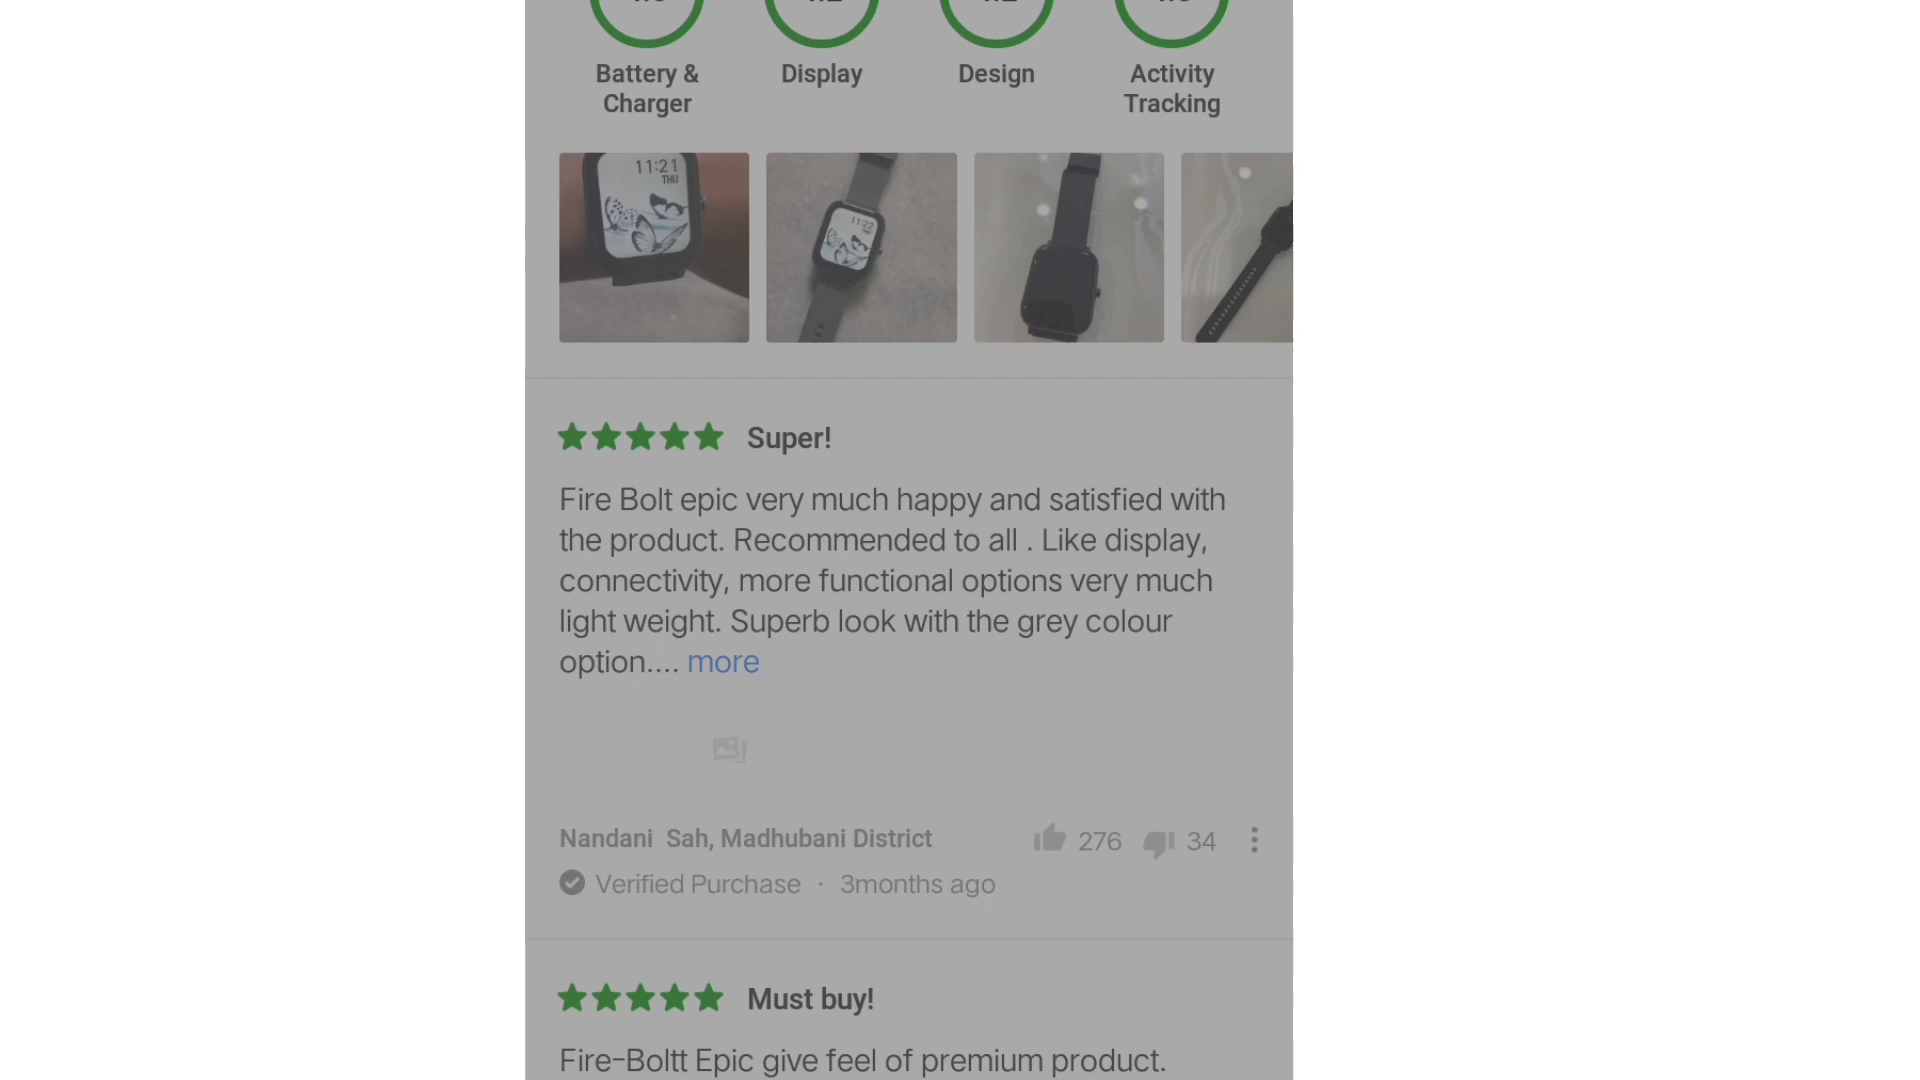 Battery &
Charger
Display
Design
Activity
Tracking
11:21
THU
11:22
Super!
Fire Bolt epic very much happy and satisfied with
the product. Recommended to all . Like display,
connectivity, more functional options very much
light weight. Superb look with the grey colour
option.... more
Nandani  Sah, Madhubani District
276
34
Verified Purchase · 3months ago
Must buy!
Fire-Boltt Epic give feel of premium product.